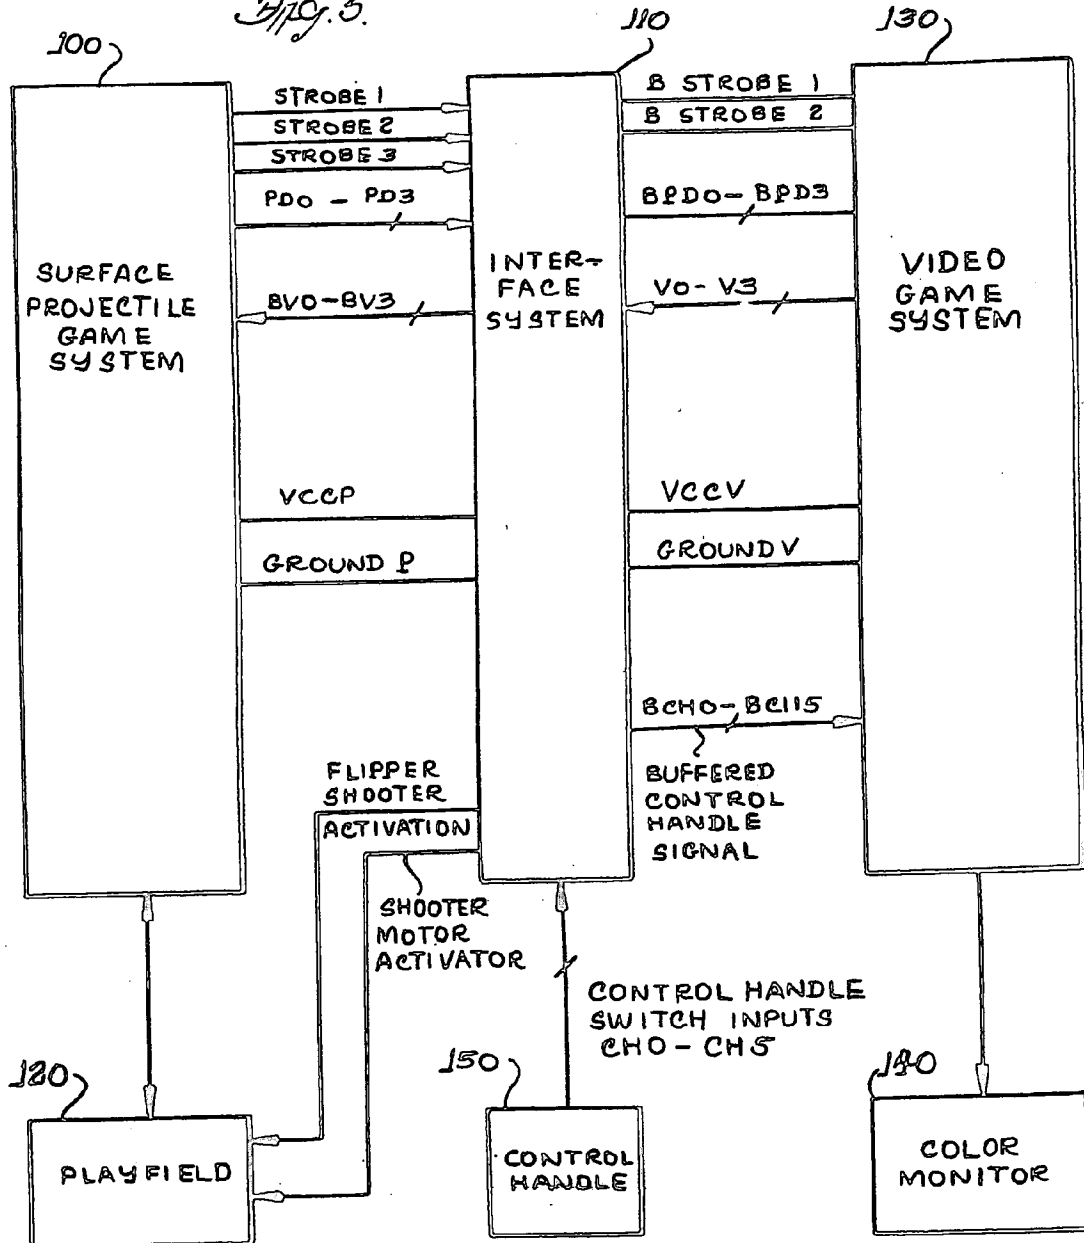 Fig. 5.
100
110
130
STROBE 1
STROBE 2
STROBE 3
PD0 - PD3
BV0-BV3
B STROBE 1
B STROBE 2
BPD0- BPD3
V0- V3
SURFACE
PROJECTILE
GAME
SYSTEM
INTER-
FACE
SYSTEM
VIDEO
GAME
SYSTEM
VCCP
GROUND P
VCCV
GROUND V
BCH0- BCH5
BUFFERED
CONTROL
HANDLE
SIGNAL
FLIPPER
SHOOTER
ACTIVATION
SHOOTER
MOTOR
ACTIVATOR
CONTROL HANDLE
SWITCH INPUTS
CH0 - CH5
120
150
140
PLAYFIELD
CONTROL
HANDLE
COLOR
MONITOR